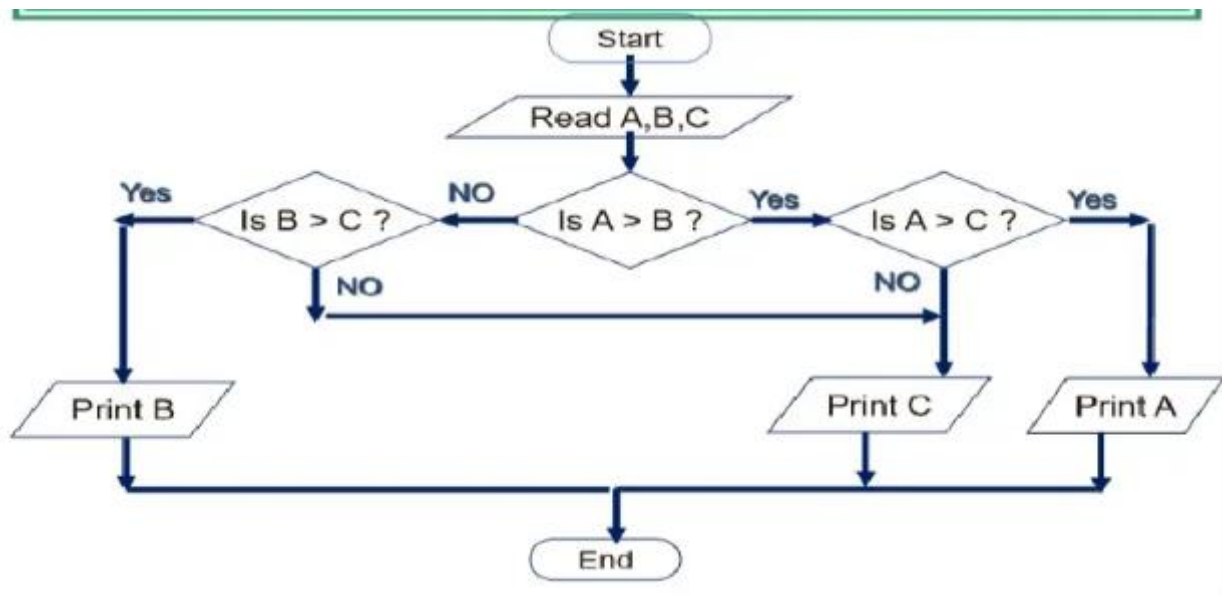 Start
Read A,B,C
Yes
Is B > C ?
NO
Is A > B ?
Yes
Is A > C ?
Yes
NO
NO
Print B
Print C
Print A
End